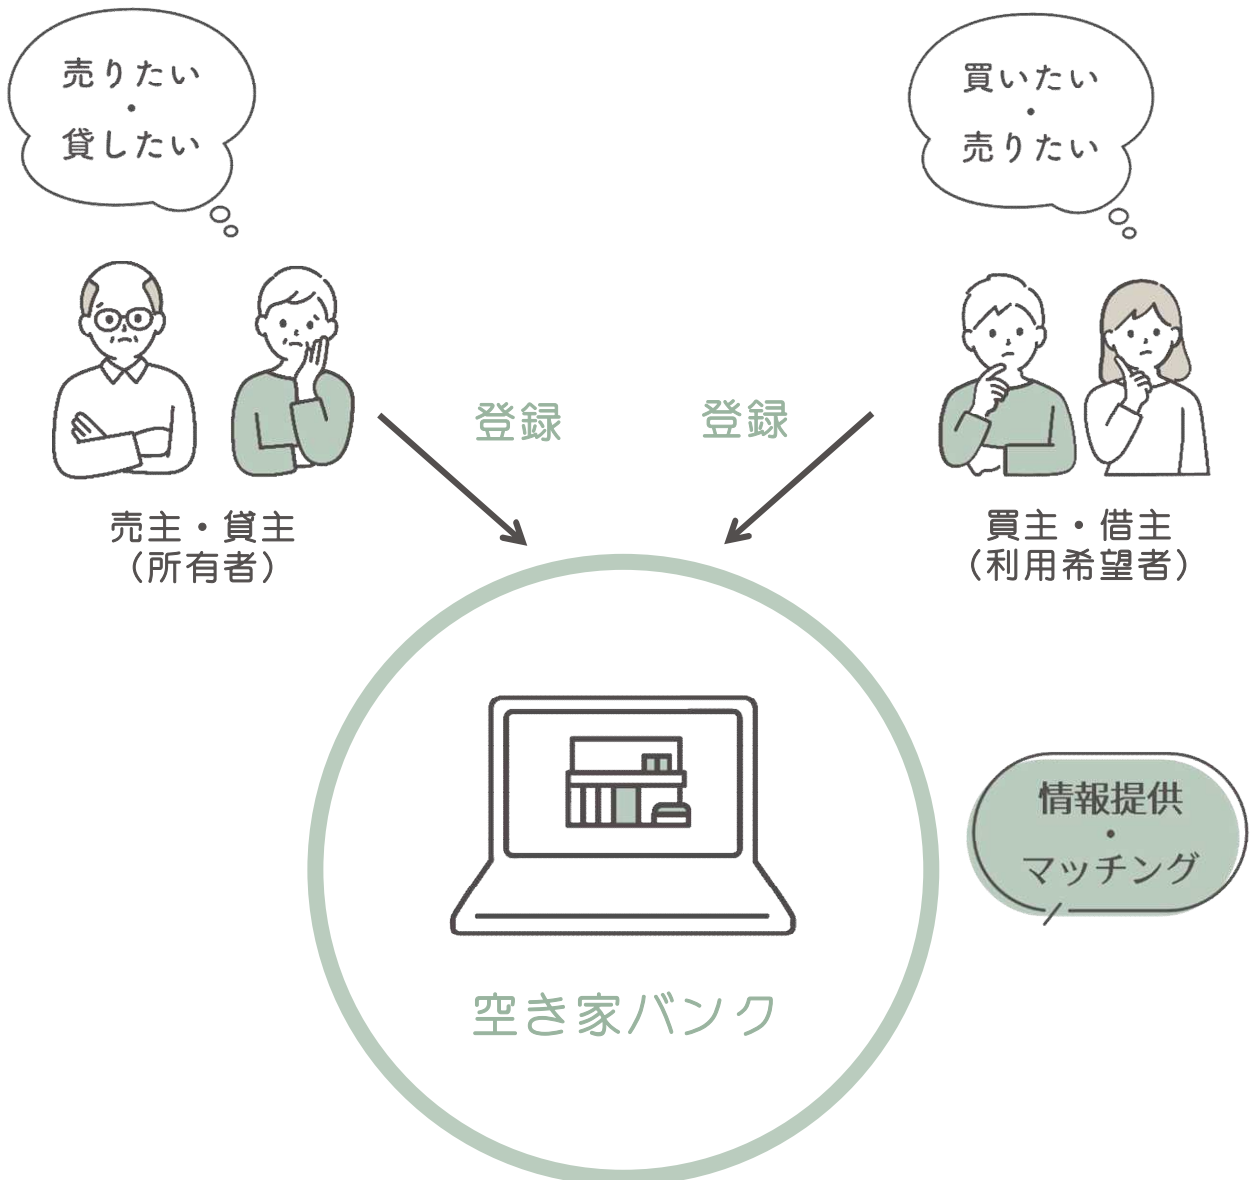 売りたい
・
貸したい
買いたい
・
売りたい
登録
登録
売主・貸主
（所有者）
買主・借主
（利用希望者）
情報提供
・
マッチング
空き家バンク